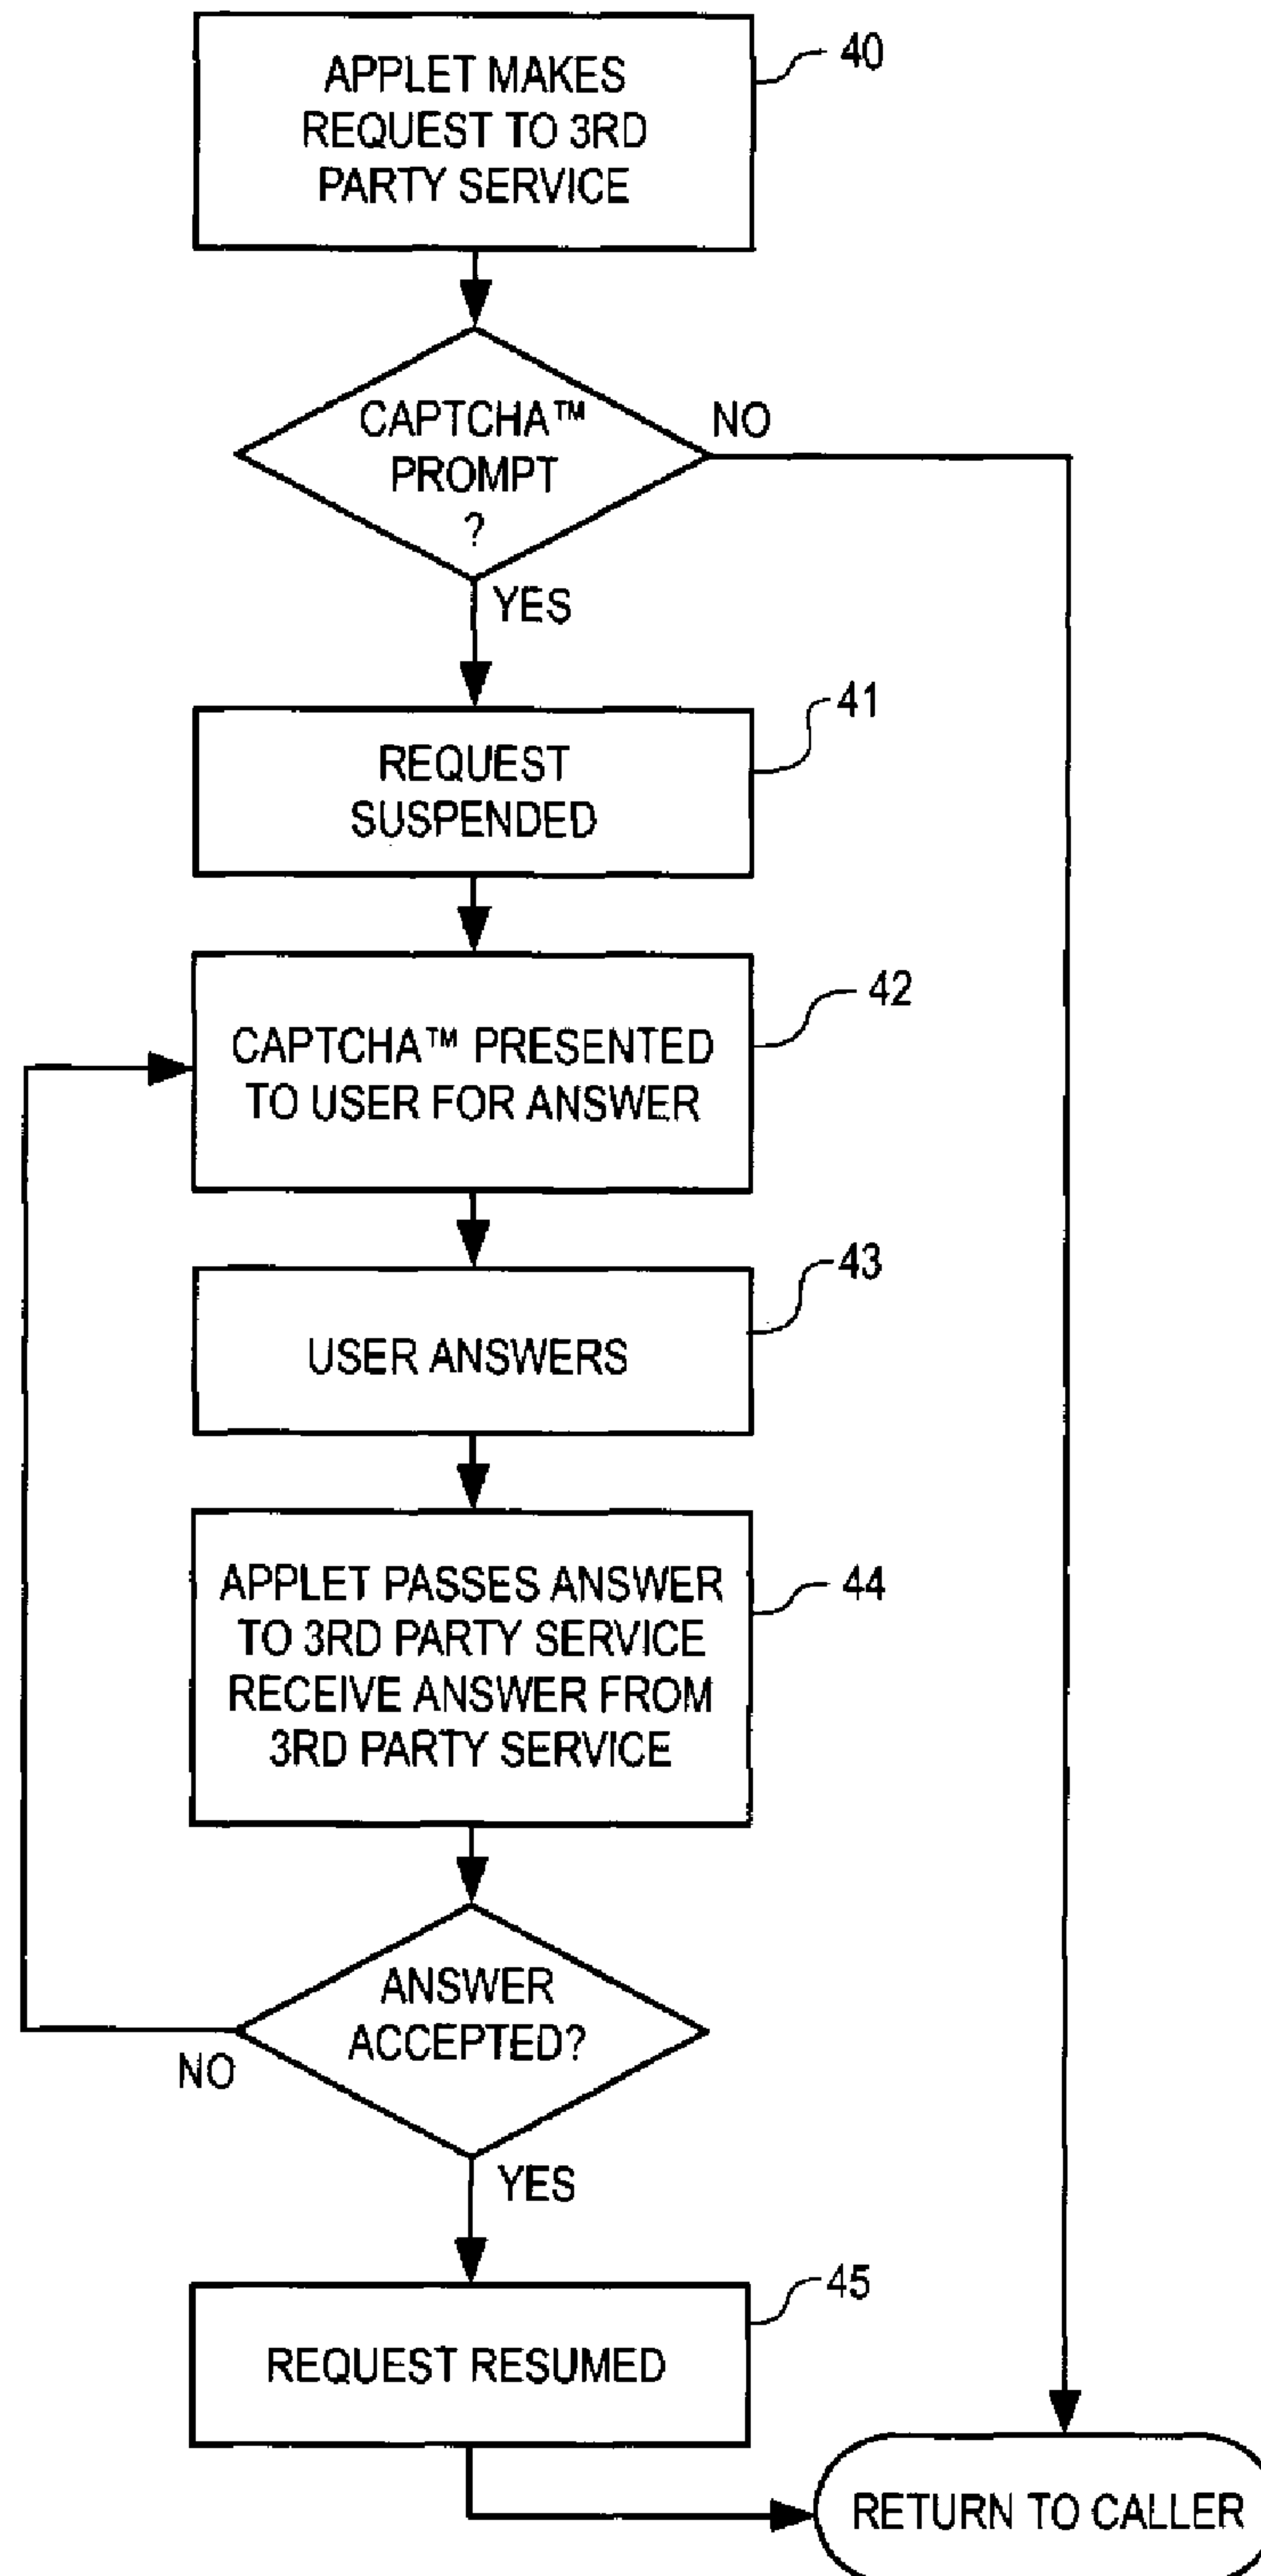 APPLET MAKES
REQUEST TO 3RD
PARTY SERVICE
40
CAPTCHA™
PROMPT
?
NO
YES
REQUEST
SUSPENDED
41
CAPTCHA™ PRESENTED
TO USER FOR ANSWER
42
USER ANSWERS
43
APPLET PASSES ANSWER
TO 3RD PARTY SERVICE
RECEIVE ANSWER FROM
3RD PARTY SERVICE
44
ANSWER
ACCEPTED?
NO
YES
REQUEST RESUMED
45
RETURN TO CALLER